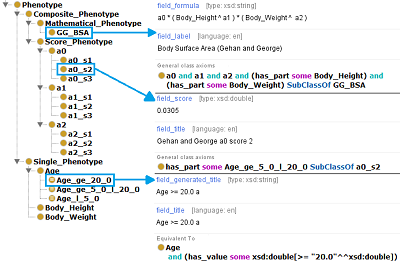 Phenotype
Composite_Phenotype
Mathematical_Phenotype
GG_BSA
Score_Phenotype
a0
a0_s1
a0_s2
a0_s3
a1
a1_s1
a1_s2
a1_s3
a2
a2_s1
a2_s2
a2_s3
Single_Phenotype
Age
Age_ge_20_0
Age_ge_5_0_l_20_0
Age_l_5_0
Body_Height
Body_Weight
field_formula [type: xsd:string]
a0 * ( Body_Height^a1 ) * ( Body_Weight^ a2 )
field_label [language: en]
Body Surface Area (Gehan and George)
General class axioms
a0 and a1 and a2 and (has_part some Body_Height) and
(has_part some Body_Weight) SubClassOf GG_BSA
field_score [type: xsd:double]
0.0305
field_title [language: en]
Gehan and George a0 score 2
General class axioms
has_part some Age_ge_5_0_l_20_0 SubClassOf a0_s2
field_generated_title [type: xsd:string]
Age >= 20.0 a
field_title [language: en]
Age >= 20.0 a
Equivalent To
Age
and (has_value some xsd:double[>= "20.0"^^xsd:double])